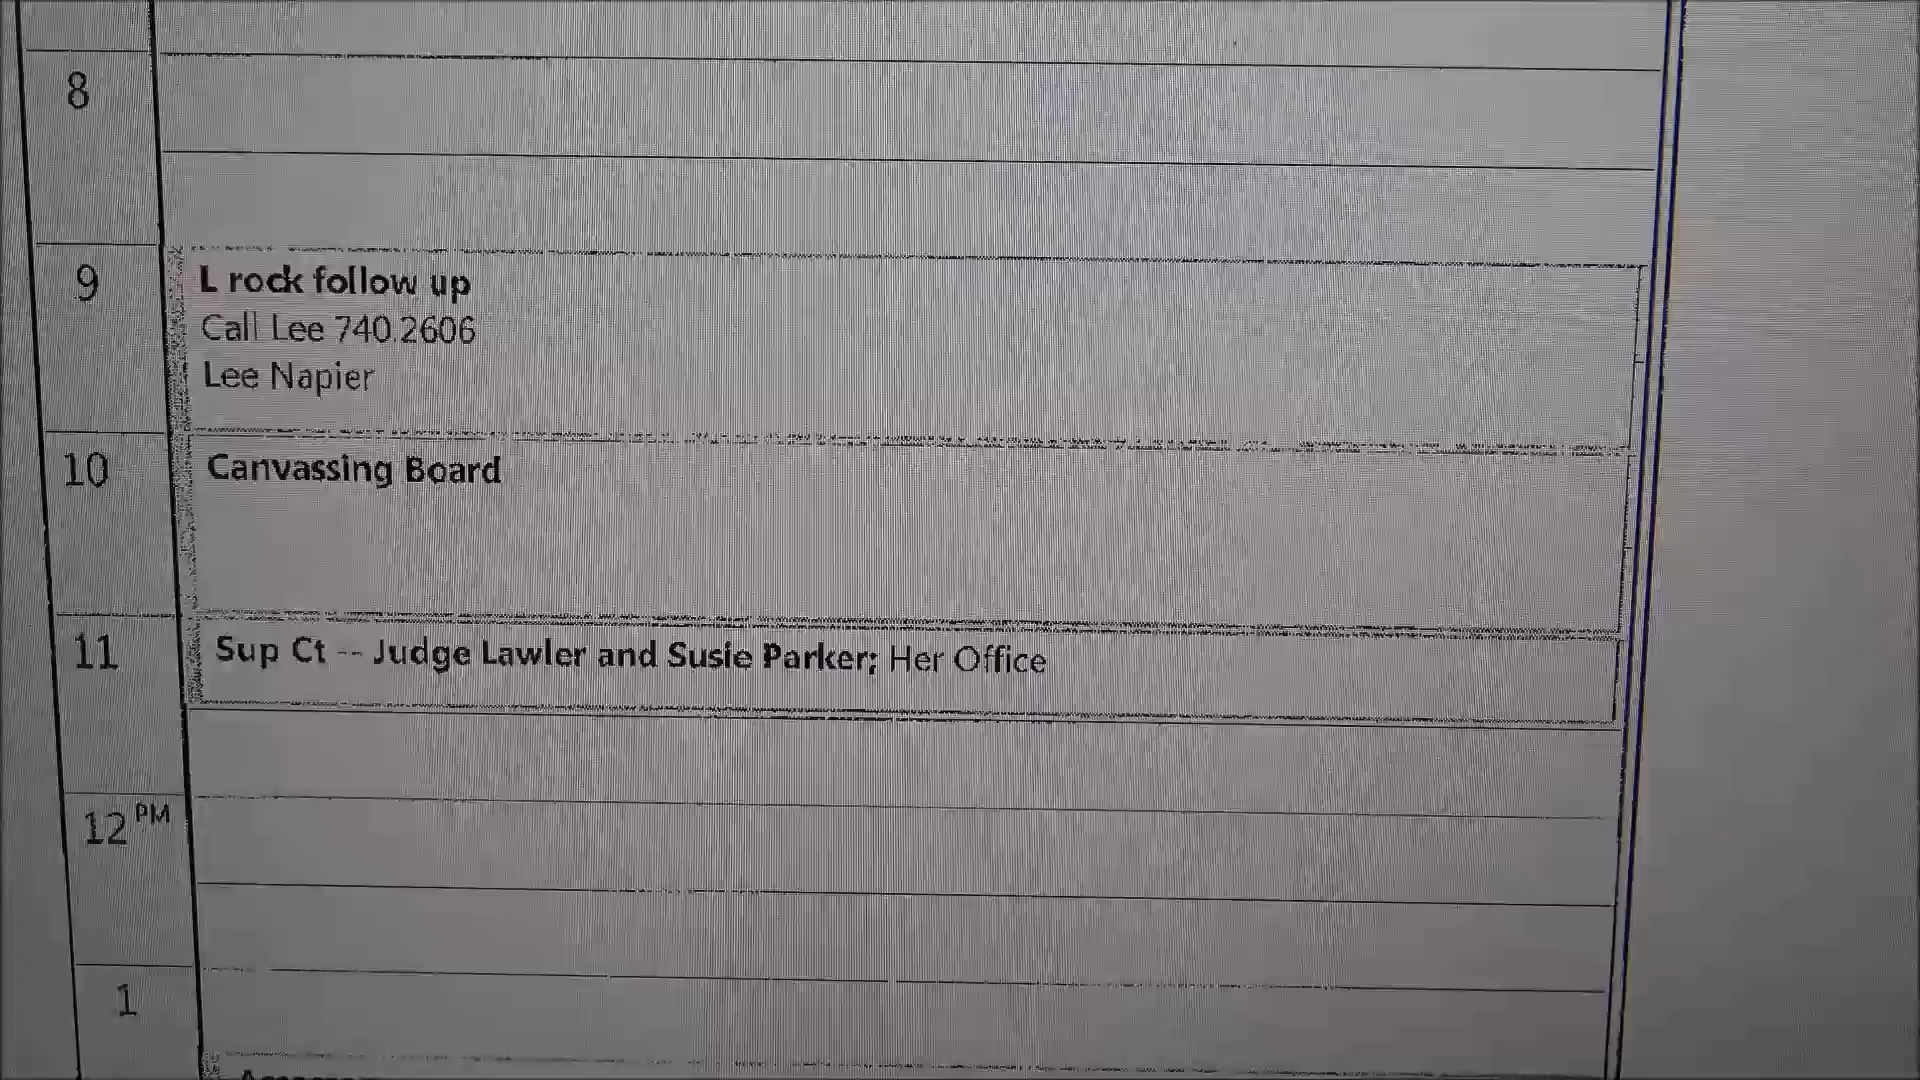 8
9
L rock follow up
Call Lee 740.2606
Lee Napier
10
Canvassing Board
11
Sup Ct -- Judge Lawler and Susie Parker; Her Office
12 PM
1